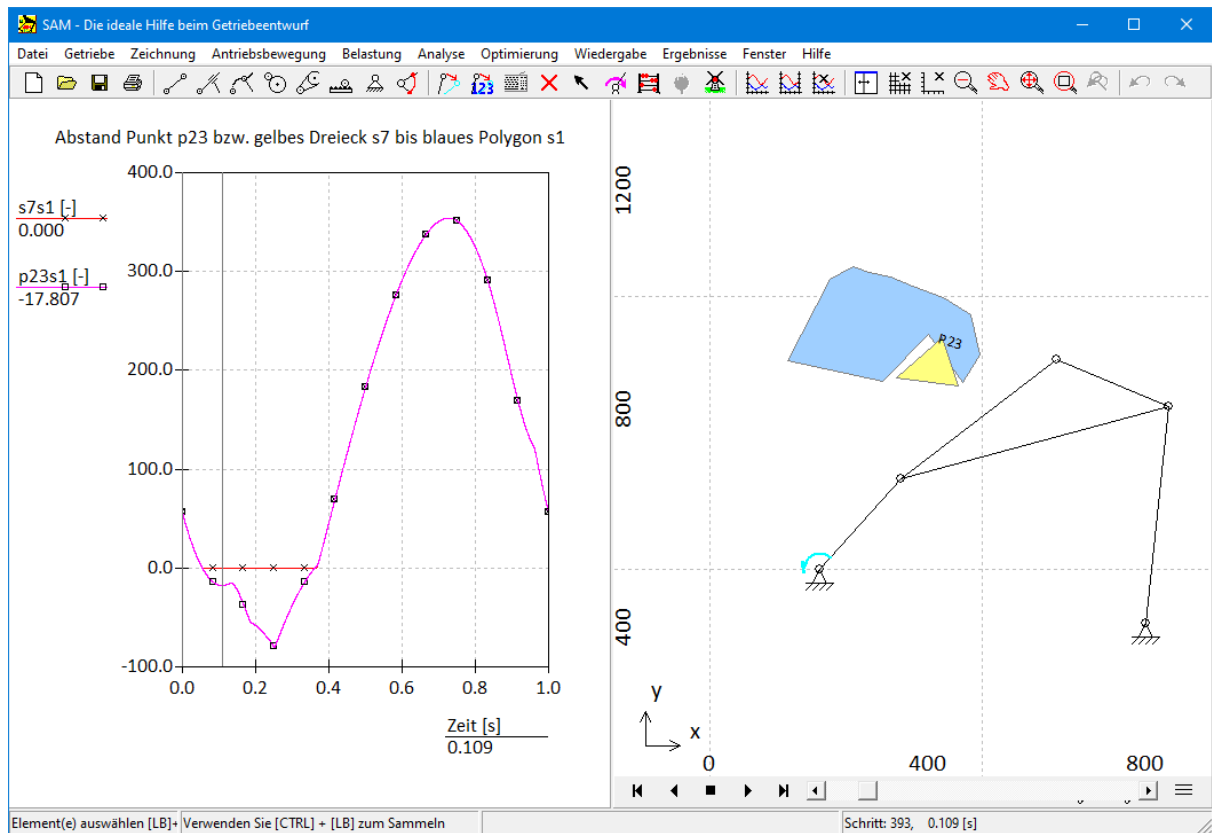 SAM - Die ideale Hilfe beim Getriebeentwurf
Datei Getriebe Zeichnung Antriebsbewegung Belastung Analyse Optimierung Wiedergabe Ergebnisse Fenster Hilfe
123
Abstand Punkt p23 bzw. gelbes Dreieck s7 bis blaues Polygon s1
s7s1 [-]
0.000
p23s1 [-]
-17.807
400.0
300.0
200.0
100.0
0.0
-100.0
0.0 0.2 0.4 0.6 0.8 1.0
Zeit [s]
0.109
1200
800
400
P23
y
x
0 400 800
Element(e) auswählen [LB]+ Verwenden Sie [CTRL] + [LB] zum Sammeln
Schritt: 393, 0.109 [s]